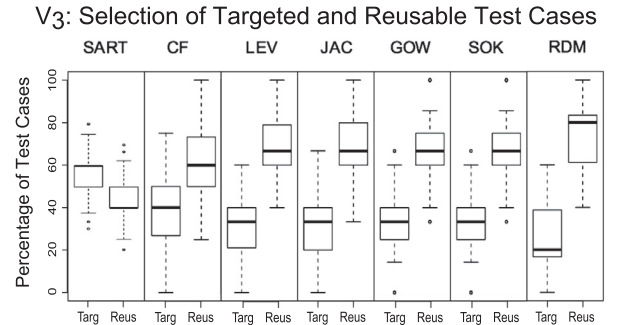 V3: Selection of Targeted and Reusable Test Cases
SART CF LEV JAC GOW SOK RDM
Percentage of Test Cases
100
80
60
40
20
0
Targ Reus Targ Reus Targ Reus Targ Reus Targ Reus Targ Reus Targ Reus